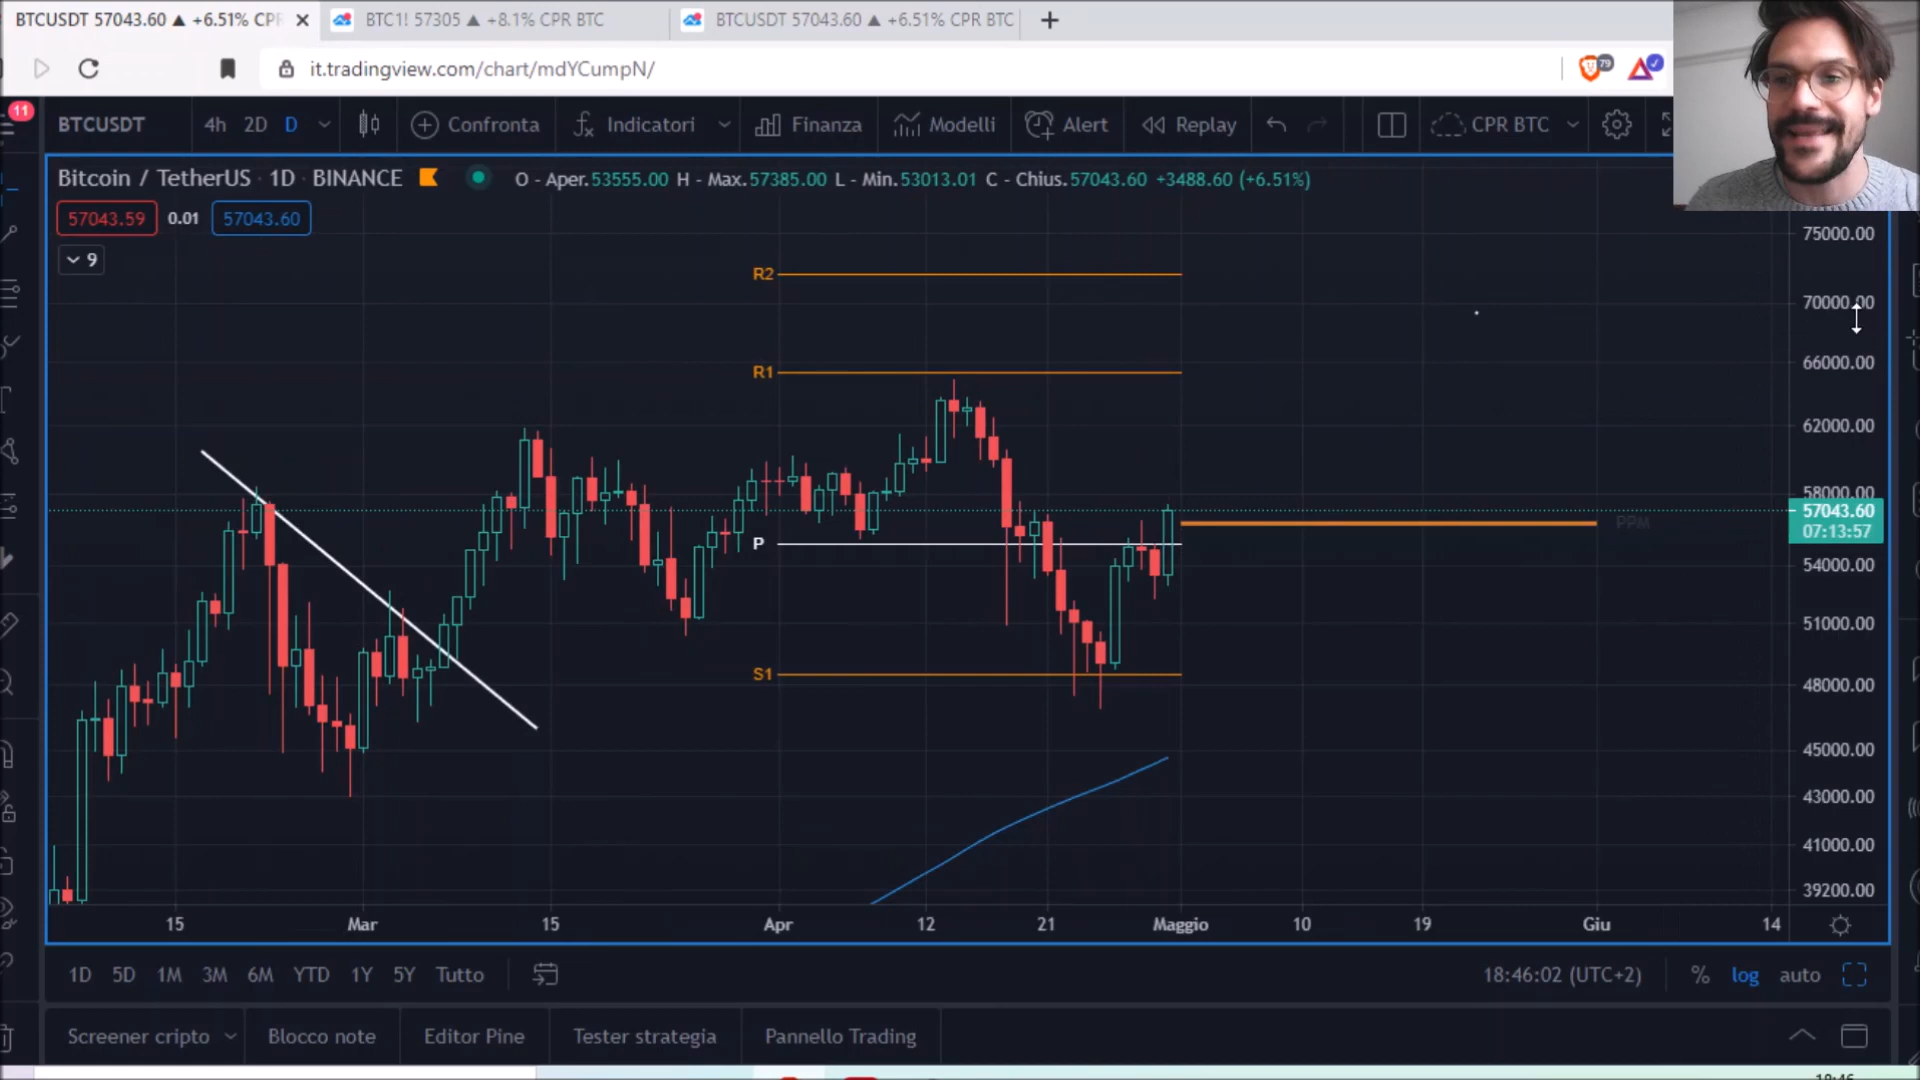 BTCUSDT 57043.60 ▲ +6.51% CPR
BTC1! 57305 ▲ +8.1% CPR BTC
BTCUSDT 57043.60 ▲ +6.51% CPR BTC
it.tradingview.com/chart/mdYCumpN/
79
11
BTCUSDT 4h 2D D Confronta Indicatori Finanza Modelli Alert Replay CPR BTC
Bitcoin / TetherUS · 1D · BINANCE O - Aper.53555.00 H - Max.57385.00 L - Min.53013.01 C - Chius.57043.60 +3488.60 (+6.51%)
57043.59 0.01 57043.60
9
75000.00
R2
70000.00
66000.00
R1
62000.00
58000.00
57043.60
07:13:57
PPM
P
54000.00
51000.00
S1
48000.00
45000.00
43000.00
41000.00
39200.00
15 Mar 15 Apr 12 21 Maggio 10 19 Giu 14
1D 5D 1M 3M 6M YTD 1Y 5Y Tutto 18:46:02 (UTC+2) % log auto
Screener cripto Blocco note Editor Pine Tester strategia Pannello Trading